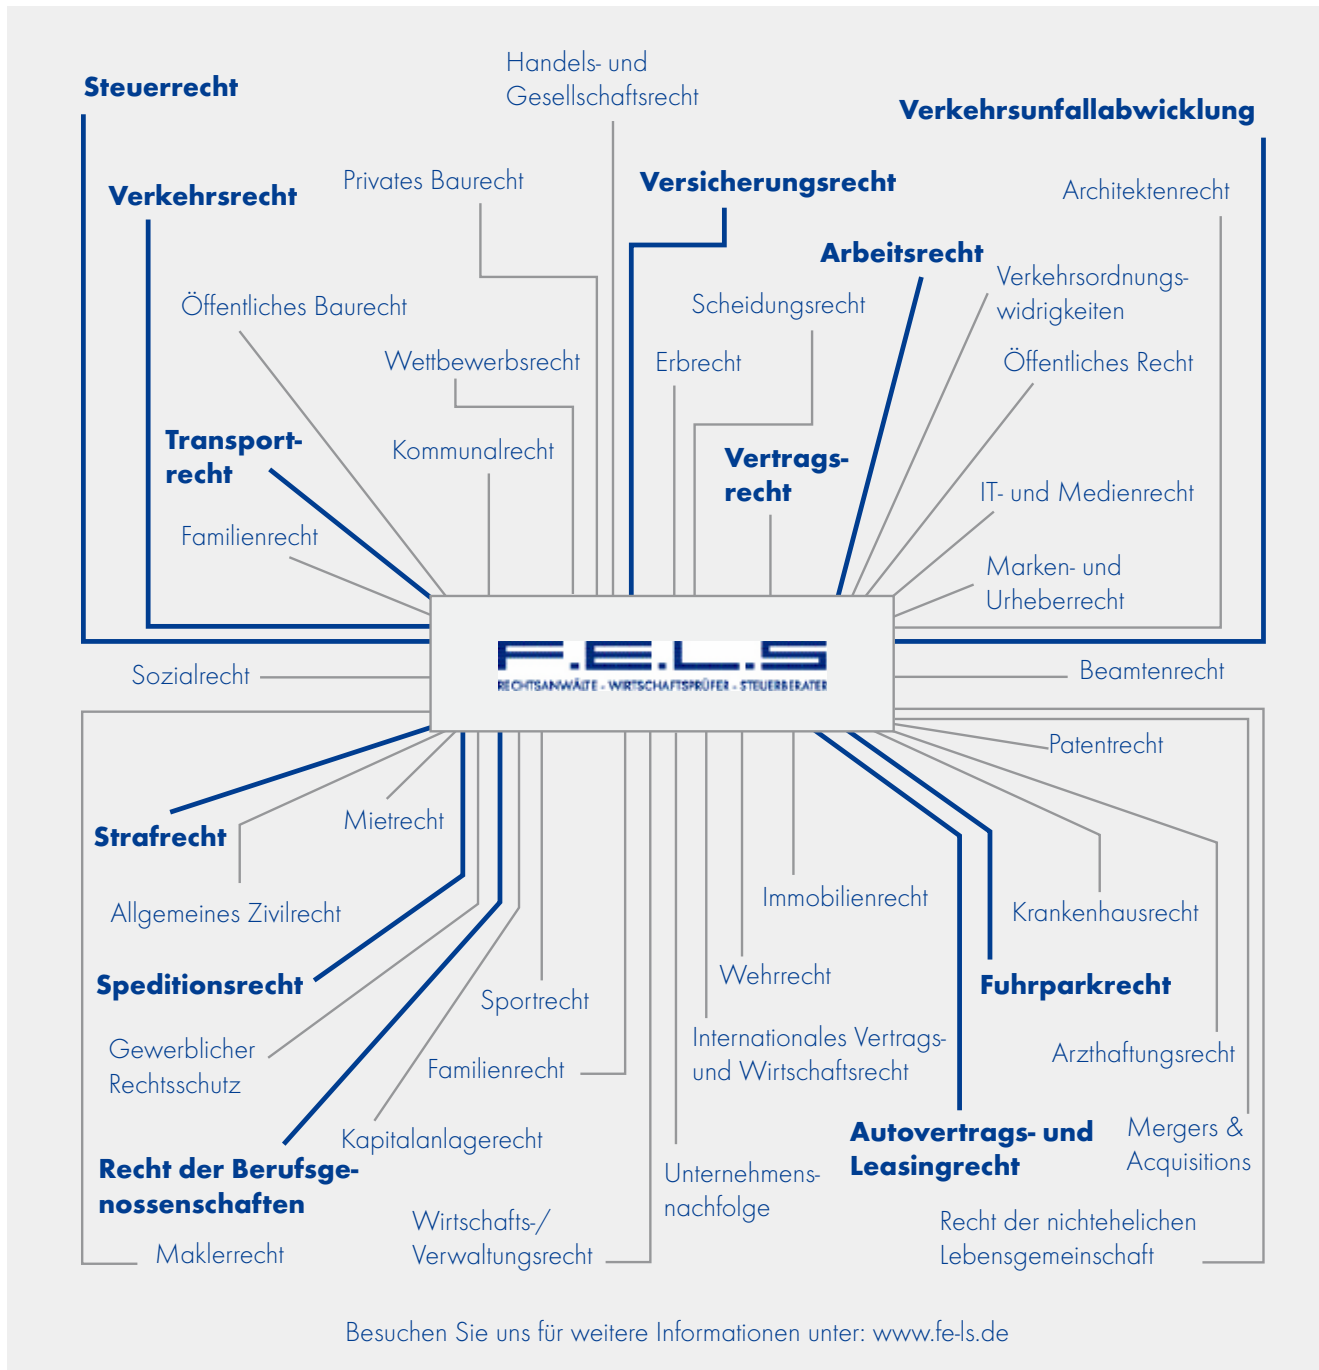 Handels- und
Gesellschaftsrecht
Steuerrecht
Verkehrsunfallabwicklung
Privates Baurecht
Versicherungsrecht
Architektenrecht
Verkehrsrecht
Arbeitsrecht
Verkehrsordnungs-
widrigkeiten
Öffentliches Baurecht
Scheidungsrecht
Wettbewerbsrecht
Erbrecht
Öffentliches Recht
Transport-
recht
Kommunalrecht
Vertrags-
recht
IT- und Medienrecht
Familienrecht
Marken- und
Urheberrecht
F.E.L.S
RECHTSANWÄLTE - WIRTSCHAFTSPRÜFER - STEUERBERATER
Sozialrecht
Beamtenrecht
Patentrecht
Strafrecht
Mietrecht
Allgemeines Zivilrecht
Immobilienrecht
Krankenhausrecht
Speditionsrecht
Wehrrecht
Fuhrparkrecht
Sportrecht
Gewerblicher
Rechtsschutz
Internationales Vertrags-
und Wirtschaftsrecht
Arzthaftungsrecht
Familienrecht
Kapitalanlagerecht
Autovertrags- und
Leasingrecht
Mergers &
Acquisitions
Recht der Berufsge-
nossenschaften
Unternehmens-
nachfolge
Wirtschafts-/
Verwaltungsrecht
Recht der nichtehelichen
Lebensgemeinschaft
Maklerrecht
Besuchen Sie uns für weitere Informationen unter: www.fe-ls.de